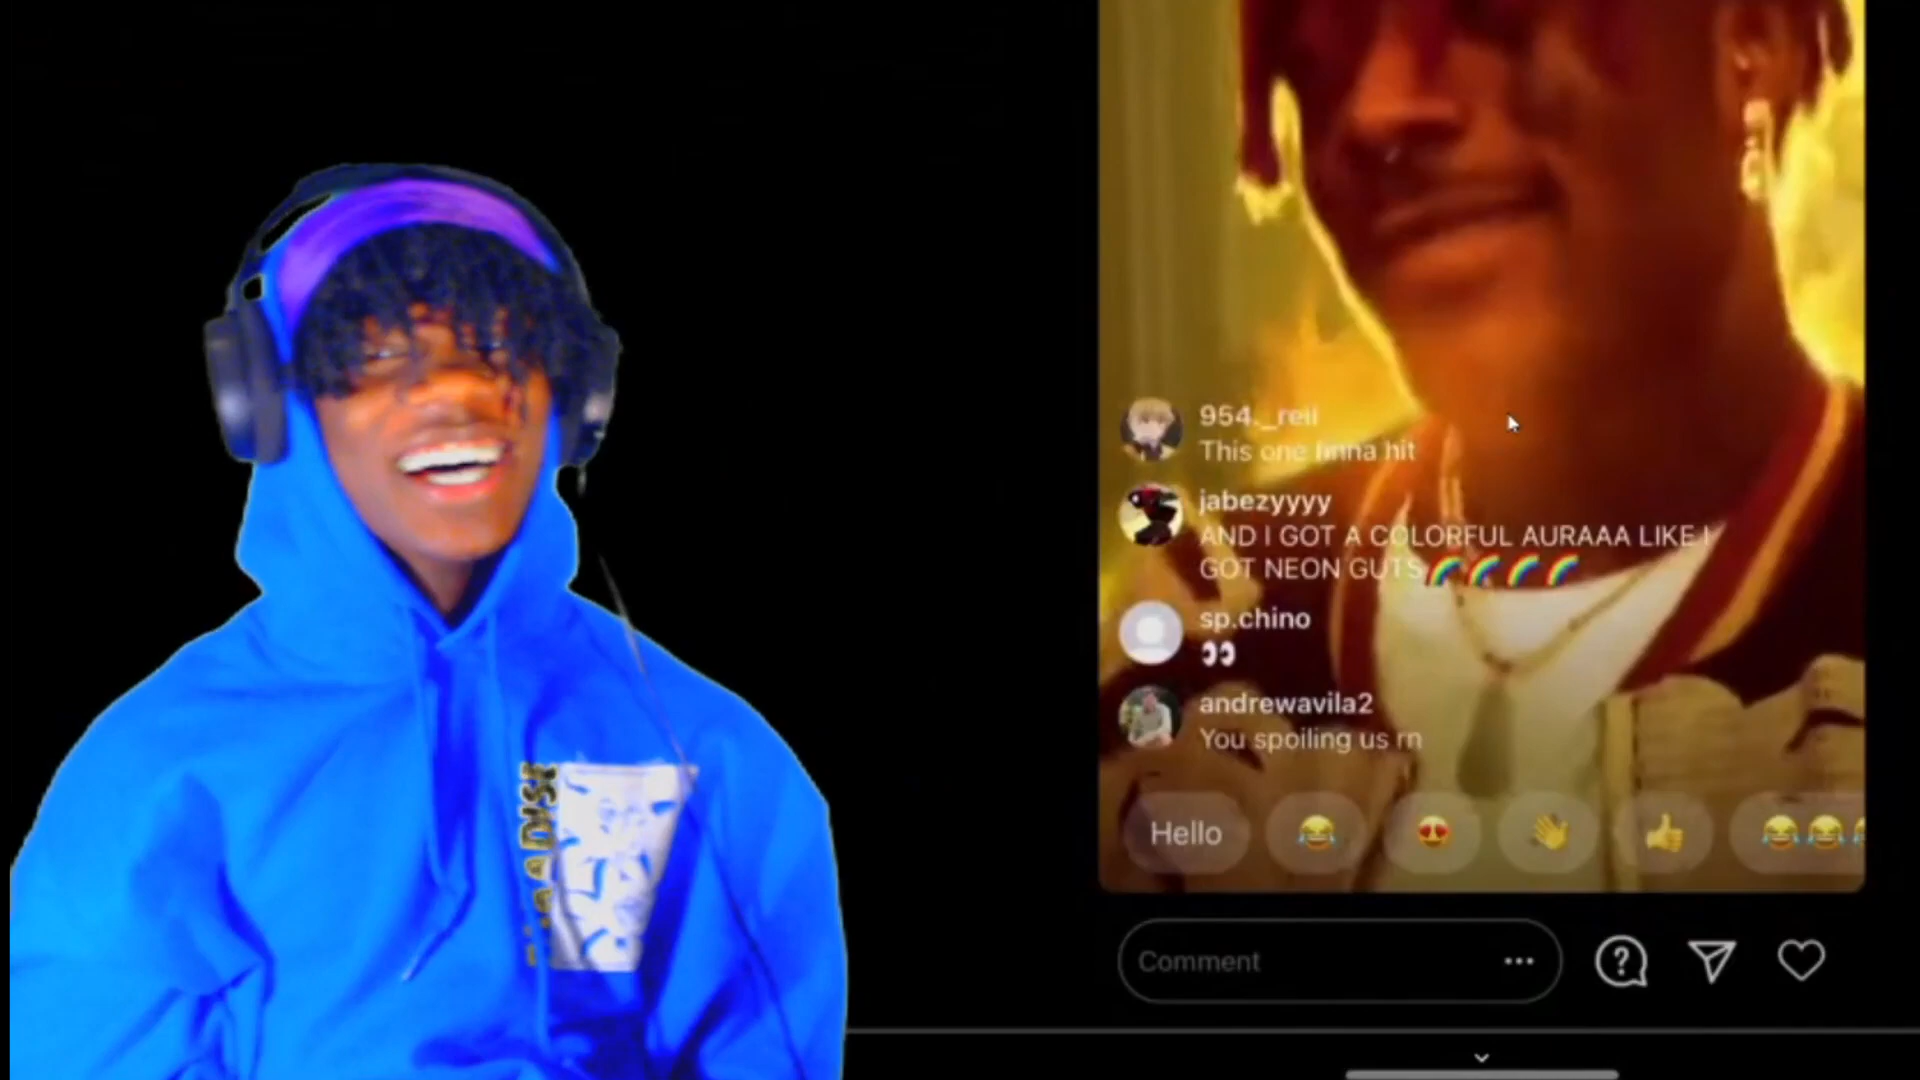 954._reii
This one finna hit
jabezyyyy
AND I GOT A COLORFUL AURAAA LIKE I
GOT NEON GUTS🌈🌈🌈🌈
sp.chino
👀
andrewavila2
You spoiling us rn
Hello 😂 😍 👋 👍 😂😂
Comment